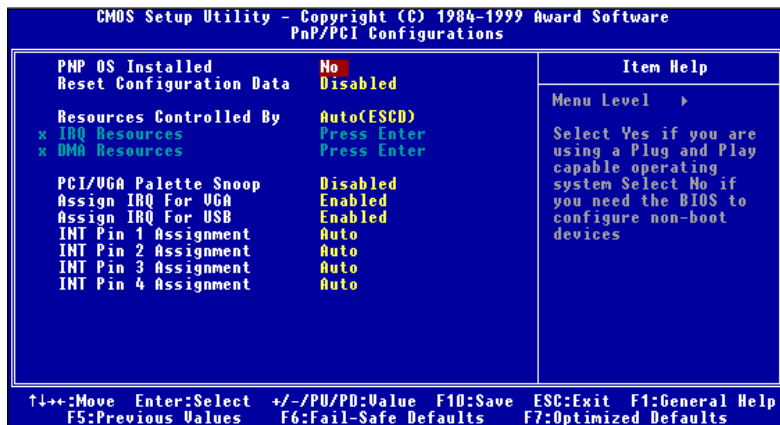 CMOS Setup Utility - Copyright (C) 1984-1999 Award Software
PnP/PCI Configurations
PNP OS Installed No
Reset Configuration Data Disabled
Resources Controlled By Auto(ESCD)
x IRQ Resources Press Enter
x DMA Resources Press Enter
PCI/VGA Palette Snoop Disabled
Assign IRQ For VGA Enabled
Assign IRQ For USB Enabled
INT Pin 1 Assignment Auto
INT Pin 2 Assignment Auto
INT Pin 3 Assignment Auto
INT Pin 4 Assignment Auto
Item Help
Menu Level ▸
Select Yes if you are
using a Plug and Play
capable operating
system Select No if
you need the BIOS to
configure non-boot
devices
↑↓→←:Move Enter:Select +/-/PU/PD:Value F10:Save ESC:Exit F1:General Help
F5:Previous Values F6:Fail-Safe Defaults F7:Optimized Defaults